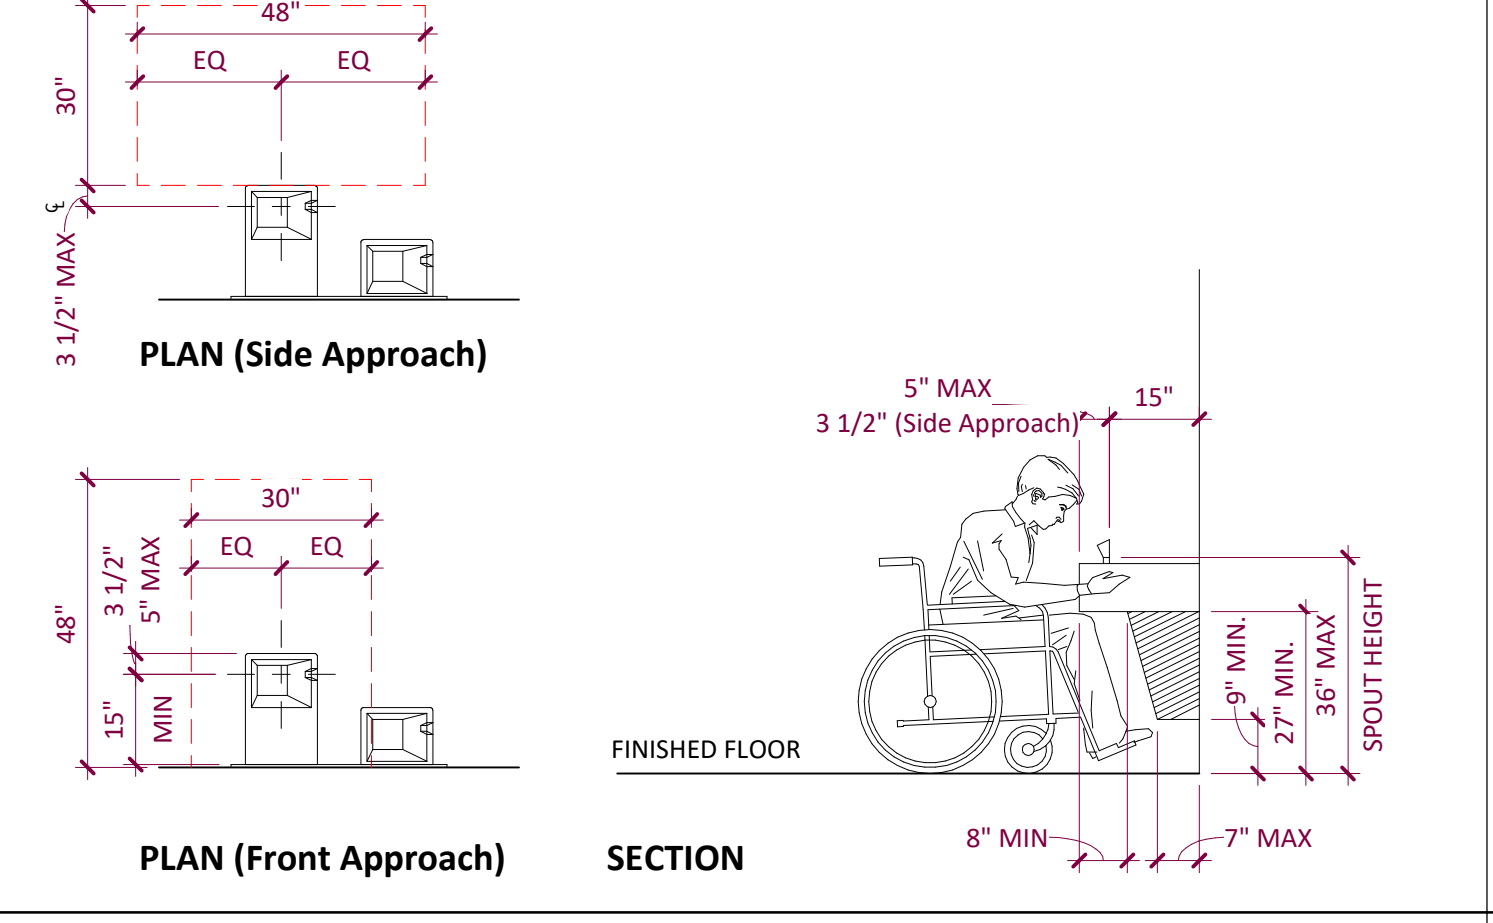 48"
EQ
EQ
30"
℄
3 1/2" MAX
PLAN (Side Approach)
30"
EQ
EQ
3 1/2"
5" MAX
48"
15"
MIN
PLAN (Front Approach)
5" MAX
3 1/2" (Side Approach)
15"
9" MIN.
27" MIN.
36" MAX
SPOUT HEIGHT
FINISHED FLOOR
8" MIN
7" MAX
SECTION